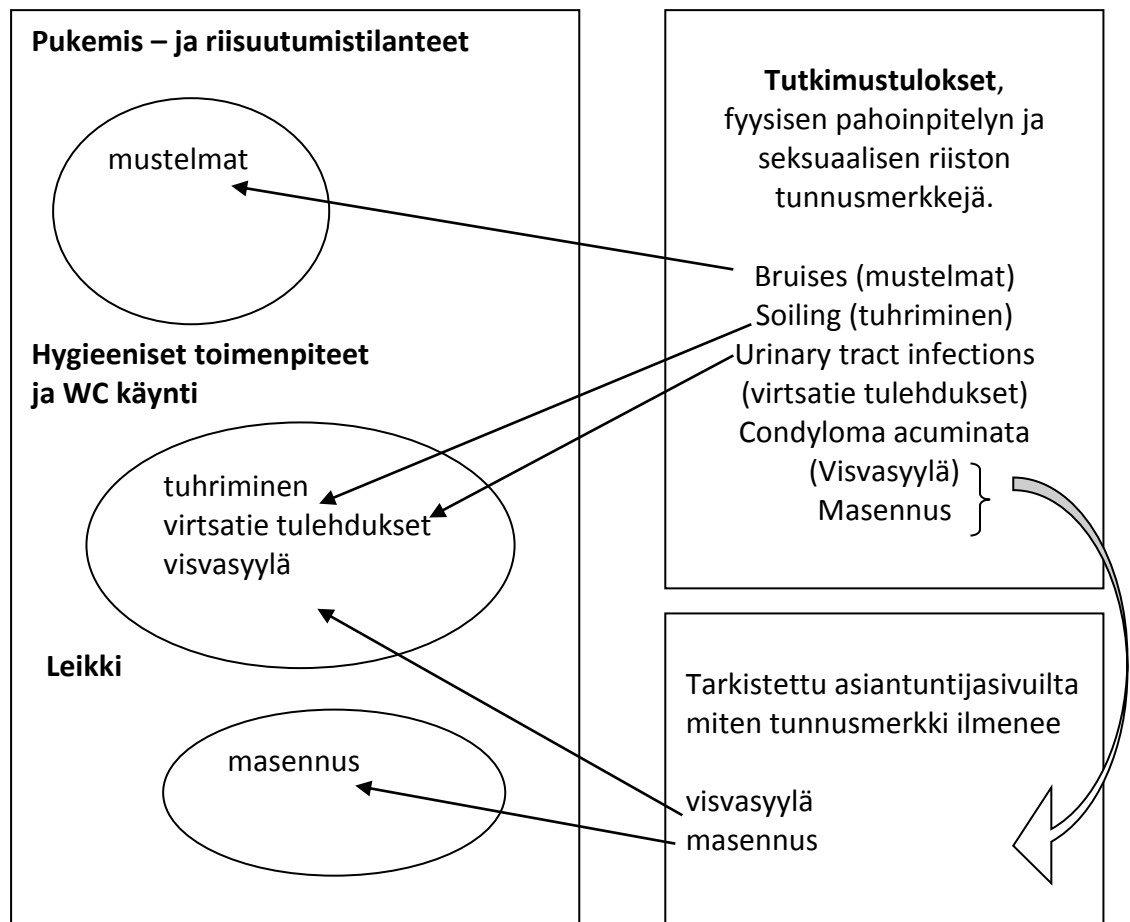 Pukemis – ja riisuutumistilanteet
mustelmat
Hygieeniset toimenpiteet
ja WC käynti
tuhriminen
virtsatie tulehdukset
visvasyylä
Leikki
masennus
Tutkimustulokset,
fyysisen pahoinpitelyn ja
seksuaalisen riiston
tunnusmerkkejä.
Bruises (mustelmat)
Soiling (tuhriminen)
Urinary tract infections
(virtsatie tulehdukset)
Condyloma acuminata
(Visvasyylä)
Masennus
Tarkistettu asiantuntijasivuilta
miten tunnusmerkki ilmenee
visvasyylä
masennus